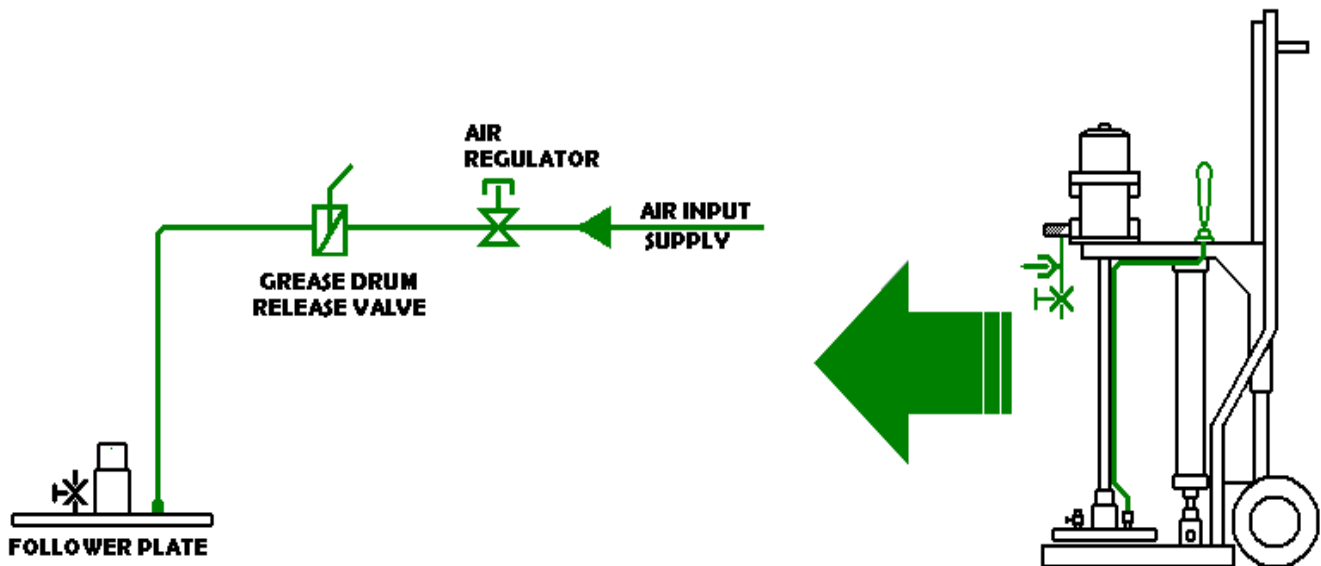 AIR
REGULATOR
AIR INPUT
SUPPLY
GREASE DRUM
RELEASE VALVE
FOLLOWER PLATE